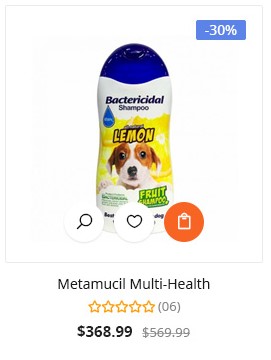 -30%
Bactericidal
Shampoo
LEMON
FRUIT
SHAMPOO
Metamucil Multi-Health
(06)
$368.99 $569.99